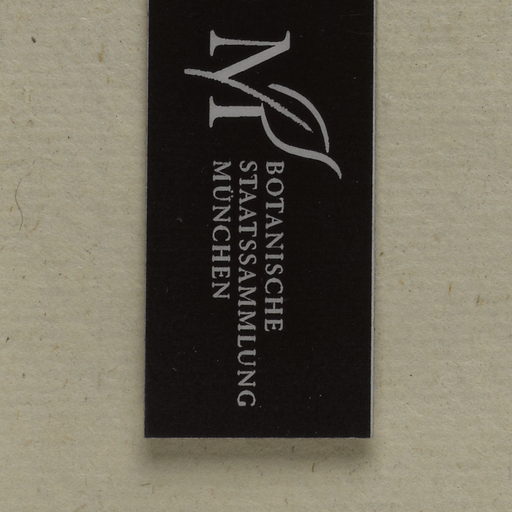 M
BOTANISCHE
STAATSSAMMLUNG
MÜNCHEN